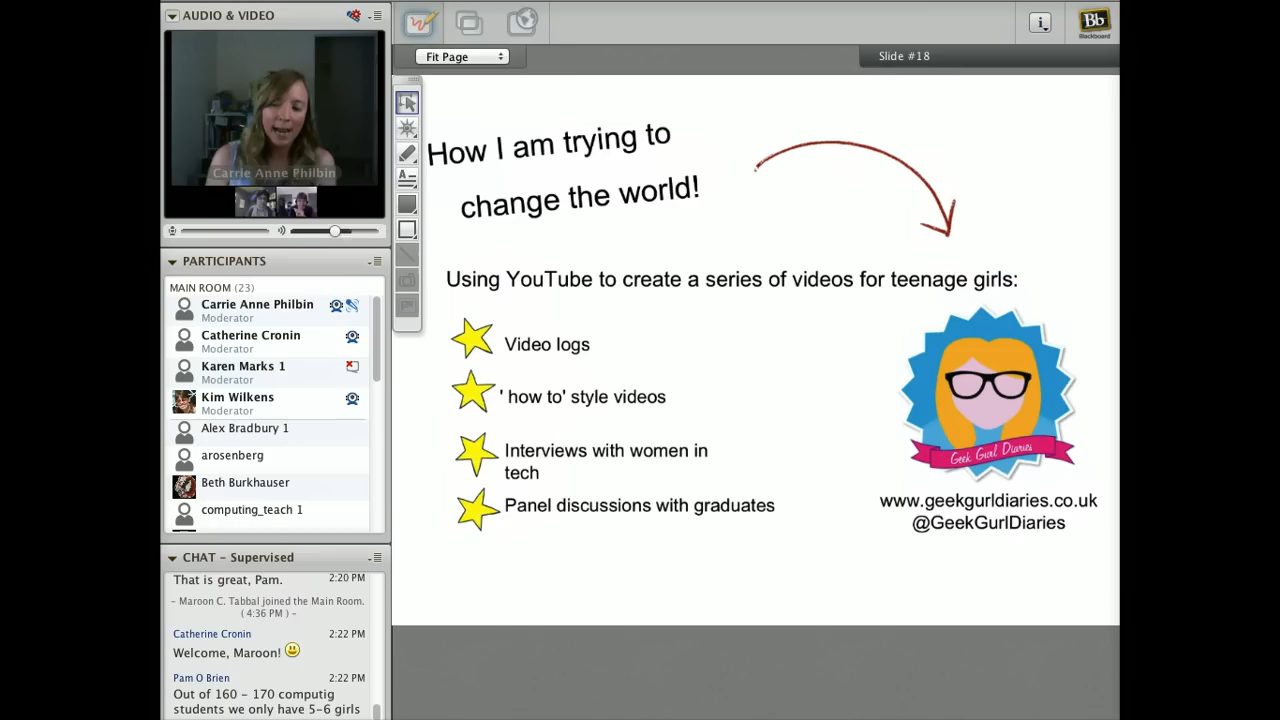 AUDIO & VIDEO
Carrie Anne Philbin
PARTICIPANTS
MAIN ROOM (23)
Carrie Anne Philbin
Moderator
Catherine Cronin
Moderator
Karen Marks 1
Moderator
Kim Wilkens
Moderator
Alex Bradbury 1
arosenberg
Beth Burkhauser
computing_teach 1
CHAT - Supervised
That is great, Pam. 2:20 PM
- Maroon C. Tabbal joined the Main Room.
( 4:36 PM ) -
Catherine Cronin 2:22 PM
Welcome, Maroon!
Pam O Brien 2:22 PM
Out of 160 - 170 computig
students we only have 5-6 girls
i
Bb
Blackboard
Fit Page
Slide #18
How I am trying to
change the world!
Using YouTube to create a series of videos for teenage girls:
Video logs
' how to' style videos
Interviews with women in
tech
Panel discussions with graduates
Geek Gurl Diaries
www.geekgurldiaries.co.uk
@GeekGurlDiaries